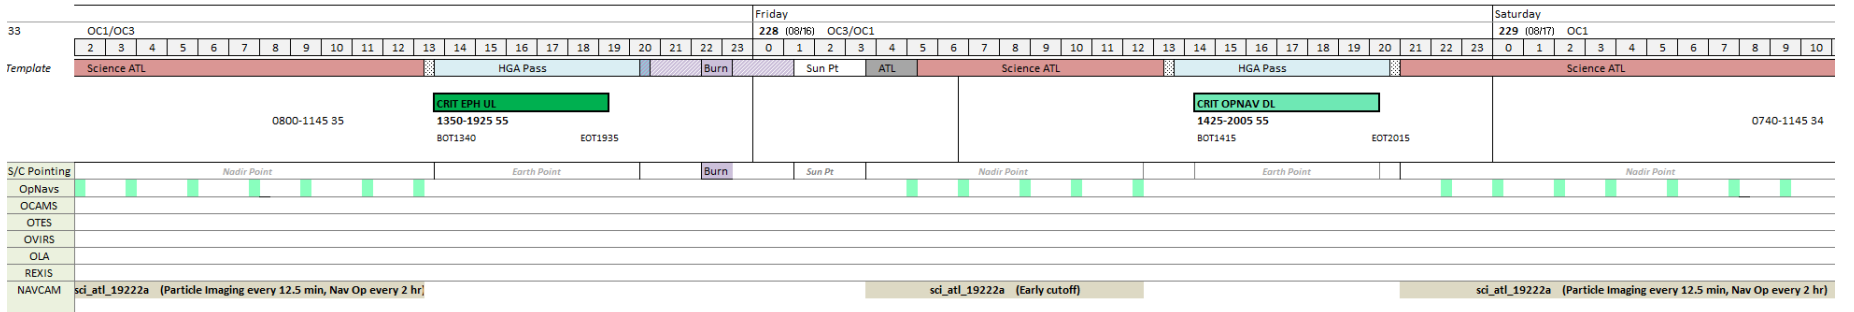 Friday
Saturday
33 OC1/OC3 228 (08/16) OC3/OC1 229 (08/17) OC1
2 3 4 5 6 7 8 9 10 11 12 13 14 15 16 17 18 19 20 21 22 23 0 1 2 3 4 5 6 7 8 9 10 11 12 13 14 15 16 17 18 19 20 21 22 23 0 1 2 3 4 5 6 7 8 9 10
Template Science ATL HGA Pass Burn Sun Pt ATL Science ATL HGA Pass Science ATL
CRIT EPH UL CRIT OPNAV DL
0800-1145 35 1350-1925 55 1425-2005 55 0740-1145 34
BOT1340 EOT1935 BOT1415 EOT2015
S/C Pointing Nadir Point Earth Point Burn Sun Pt Nadir Point Earth Point Nadir Point
OpNavs
OCAMS
OTES
OVIRS
OLA
REXIS
NAVCAM sci_atl_19222a (Particle Imaging every 12.5 min, Nav Op every 2 hr) sci_atl_19222a (Early cutoff) sci_atl_19222a (Particle Imaging every 12.5 min, Nav Op every 2 hr)